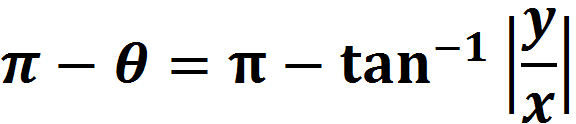 π − θ = π − tan⁻¹ |y/x|